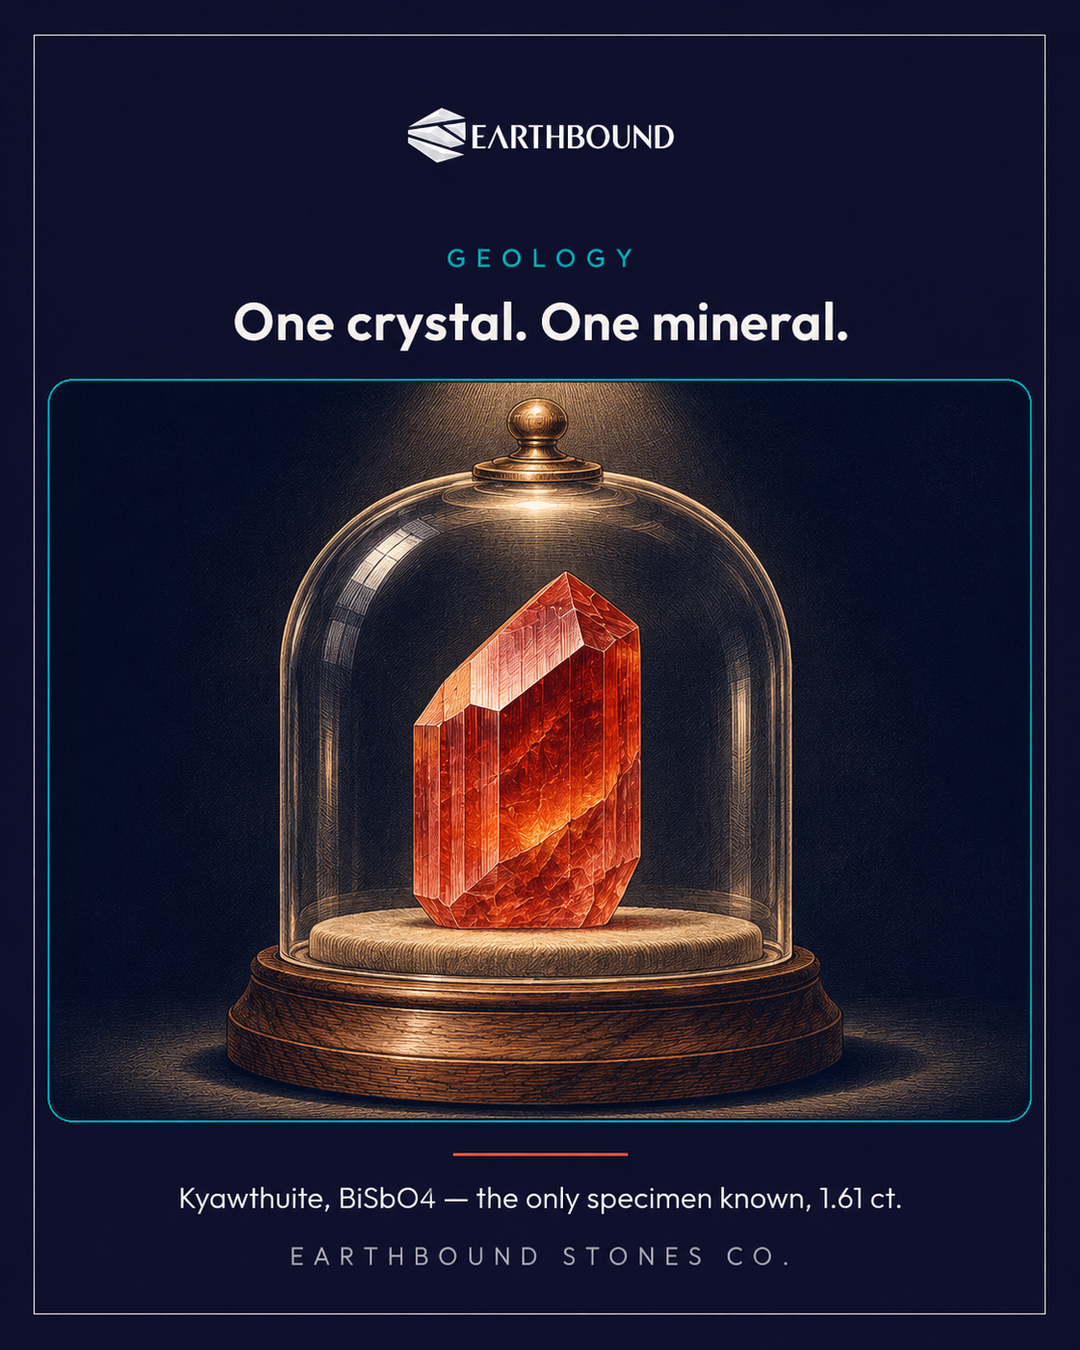 EARTHBOUND
GEOLOGY
One crystal. One mineral.
Kyawthuite, BiSbO4 — the only specimen known, 1.61 ct.
EARTHBOUND STONES CO.